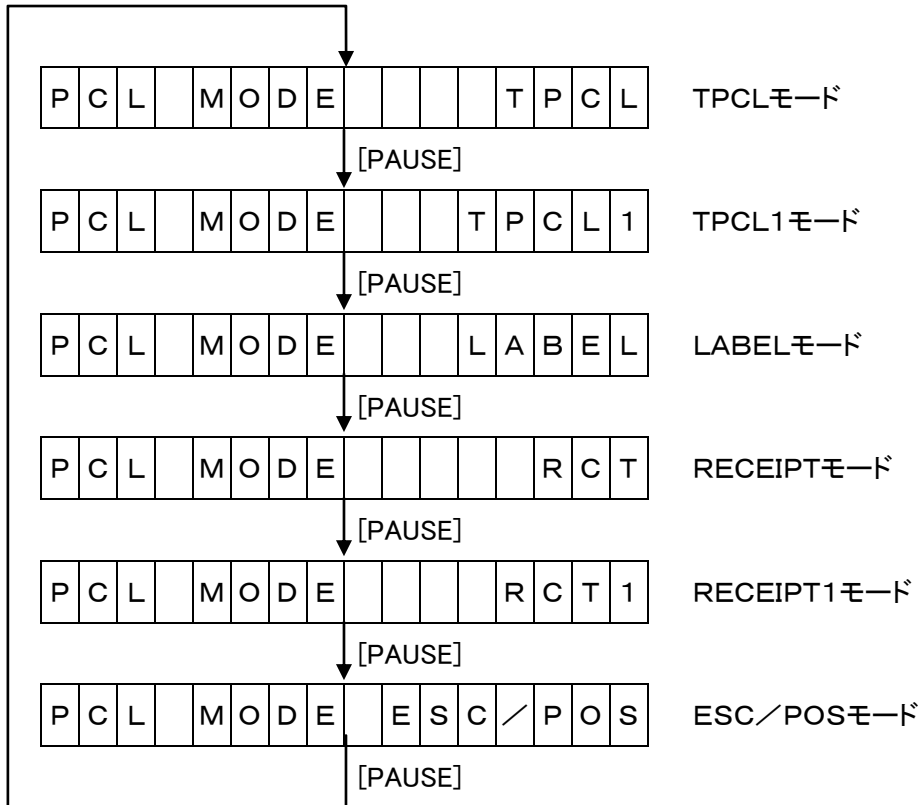 PCL MODE    TPCL TPCLモード
[PAUSE]
PCL MODE   TPCL1 TPCL1モード
[PAUSE]
PCL MODE   LABEL LABELモード
[PAUSE]
PCL MODE     RCT RECEIPTモード
[PAUSE]
PCL MODE    RCT1 RECEIPT1モード
[PAUSE]
PCL MODE ESC／POS ESC／POSモード
[PAUSE]